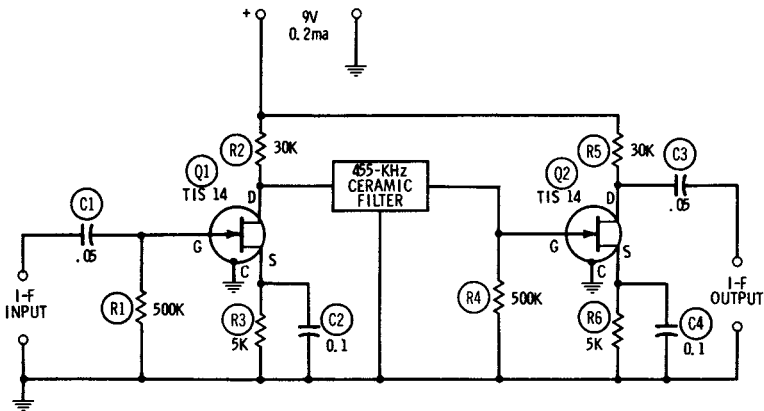 +
9V
0.2ma
R2
30K
R5
30K
C3
.05
Q1
TIS 14
D
455-KHz
CERAMIC
FILTER
Q2
TIS 14
D
C1
.05
G
S
C
G
S
C
I-F
INPUT
R1
500K
R3
5K
C2
0.1
R4
500K
R6
5K
C4
0.1
I-F
OUTPUT